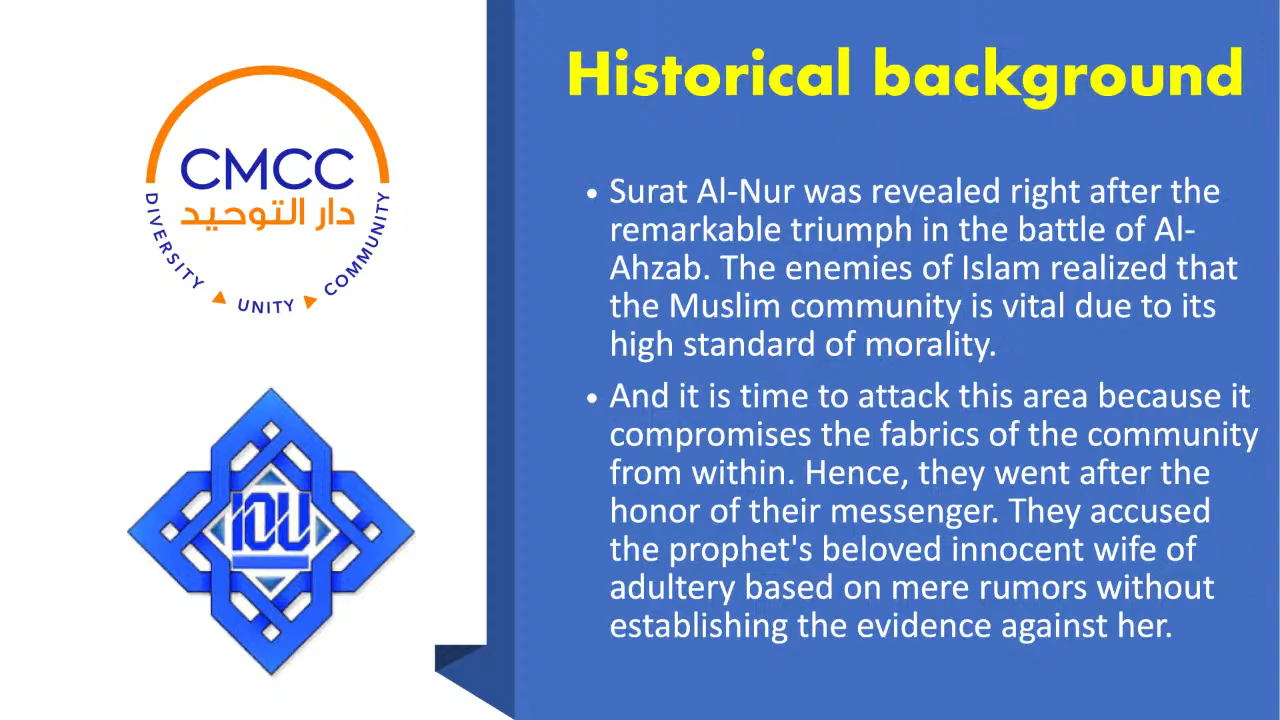 CMCC
دار التوحيد
DIVERSITY UNITY COMMUNITY
IOU
Historical background
• Surat Al-Nur was revealed right after the
remarkable triumph in the battle of Al-
Ahzab. The enemies of Islam realized that
the Muslim community is vital due to its
high standard of morality.
• And it is time to attack this area because it
compromises the fabrics of the community
from within. Hence, they went after the
honor of their messenger. They accused
the prophet's beloved innocent wife of
adultery based on mere rumors without
establishing the evidence against her.